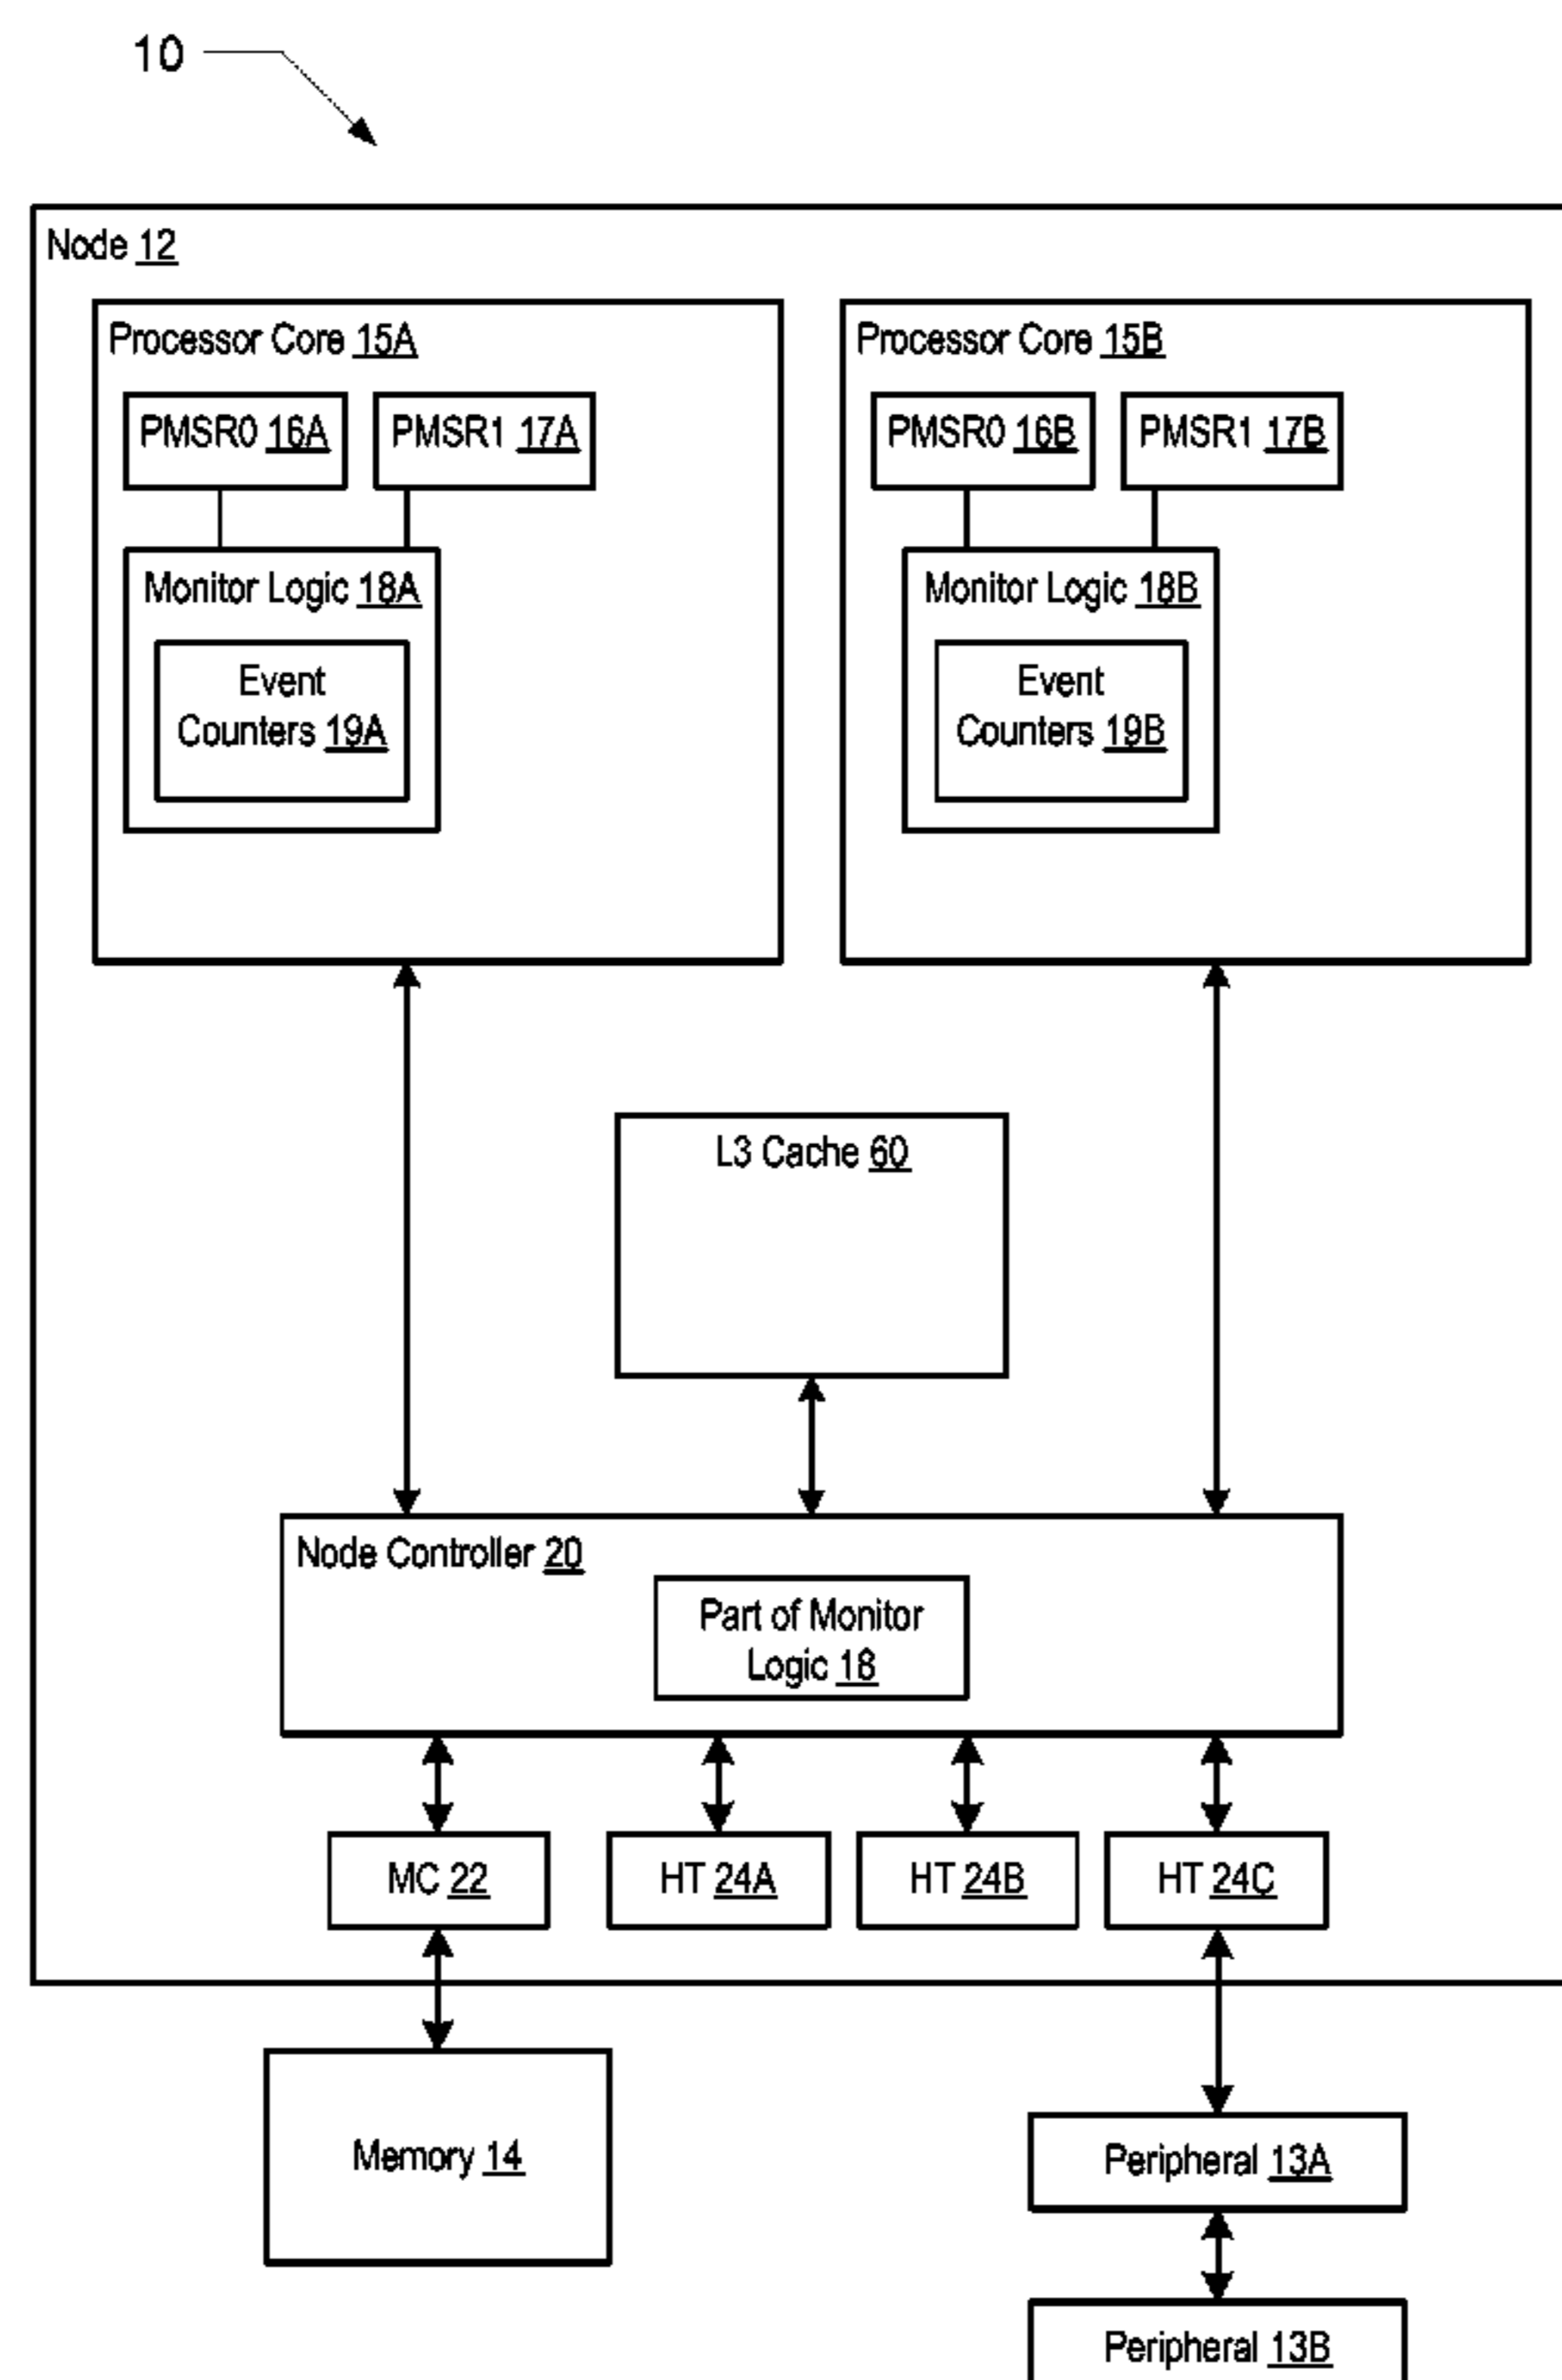 10
Node 12
Processor Core 15A
Processor Core 15B
PMSR0 16A
PMSR1 17A
PMSR0 16B
PMSR1 17B
Monitor Logic 18A
Monitor Logic 18B
Event
Counters 19A
Event
Counters 19B
L3 Cache 60
Node Controller 20
Part of Monitor
Logic 18
MC 22
HT 24A
HT 24B
HT 24C
Memory 14
Peripheral 13A
Peripheral 13B